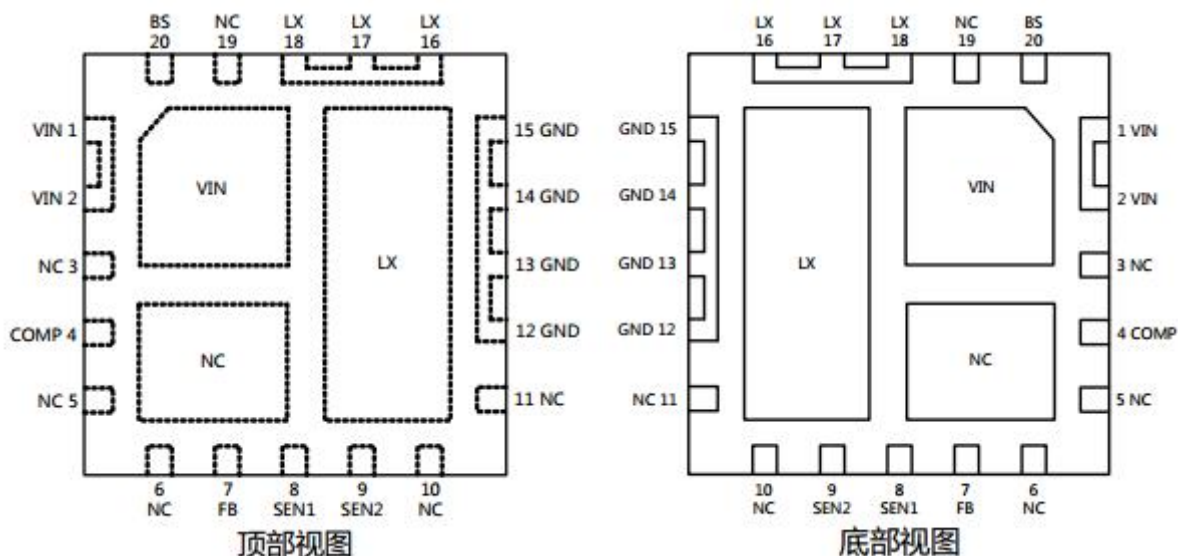 BS NC LX LX LX
20 19 18 17 16
VIN 1
VIN 2
NC 3
COMP 4
NC 5
VIN
NC
LX
15 GND
14 GND
13 GND
12 GND
11 NC
6 7 8 9 10
NC FB SEN1 SEN2 NC
顶部视图
LX LX LX NC BS
16 17 18 19 20
GND 15
GND 14
GND 13
GND 12
NC 11
LX
VIN
NC
1 VIN
2 VIN
3 NC
4 COMP
5 NC
10 9 8 7 6
NC SEN2 SEN1 FB NC
底部视图